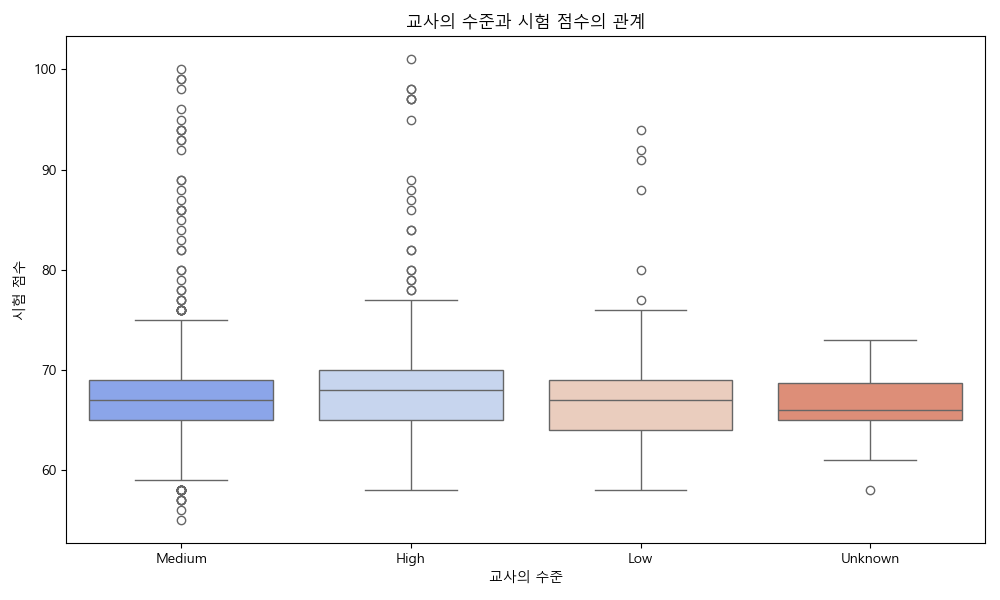 교사의 수준과 시험 점수의 관계
시험 점수
100
90
80
70
60
Medium
High
Low
Unknown
교사의 수준